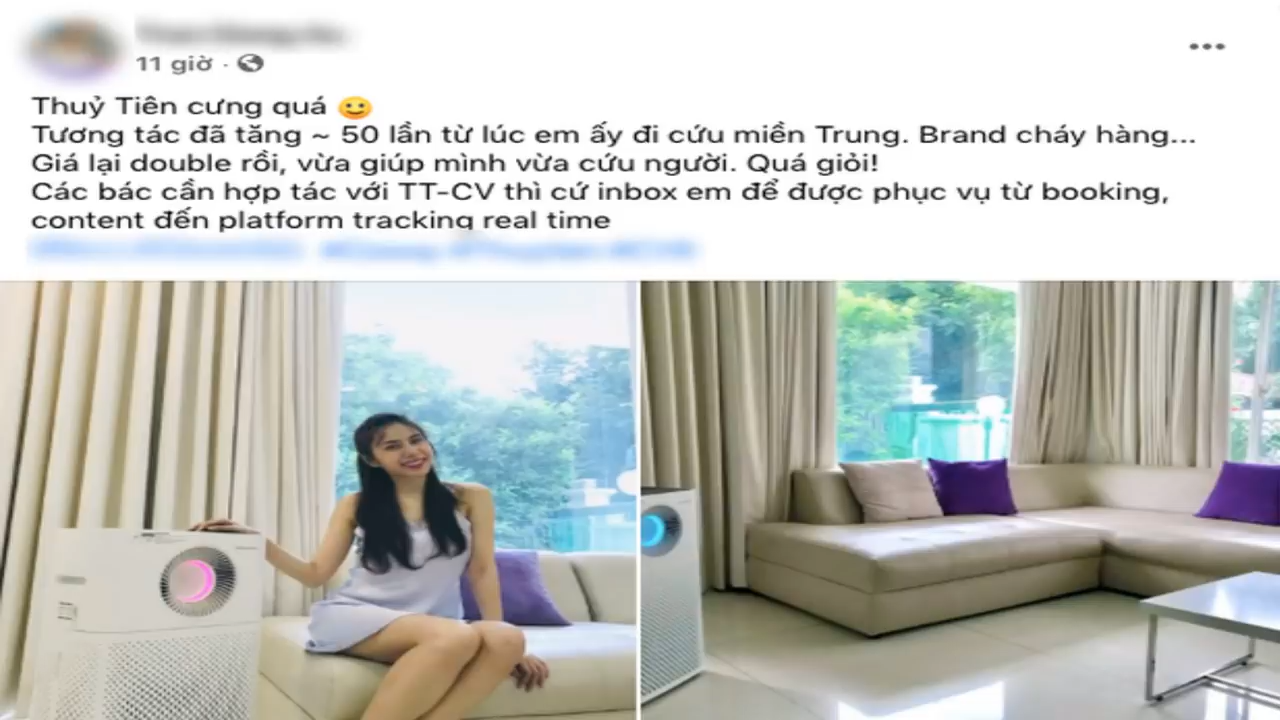 11 giờ ·
Thuỷ Tiên cưng quá 🙂
Tương tác đã tăng ~ 50 lần từ lúc em ấy đi cứu miền Trung. Brand cháy hàng...
Giá lại double rồi, vừa giúp mình vừa cứu người. Quá giỏi!
Các bác cần hợp tác với TT-CV thì cứ inbox em để được phục vụ từ booking,
content đến platform tracking real time